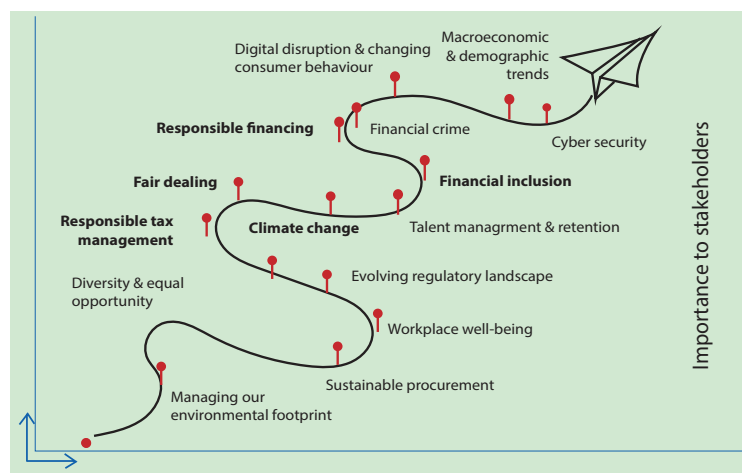 Digital disruption & changing
consumer behaviour
Macroeconomic
& demographic
trends
Responsible financing
Financial crime
Cyber security
Fair dealing
Financial inclusion
Responsible tax
management
Climate change
Talent managrment & retention
Diversity & equal
opportunity
Evolving regulatory landscape
Workplace well-being
Sustainable procurement
Managing our
environmental footprint
Importance to stakeholders